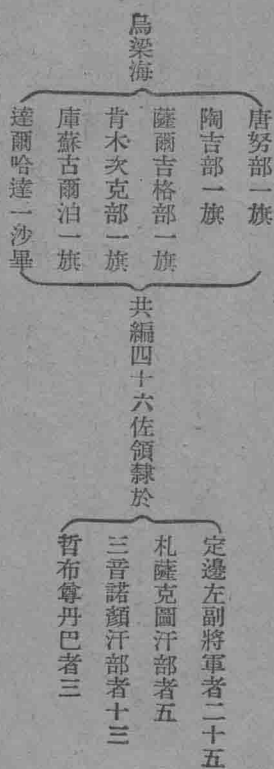 烏梁海
唐努部一旗
陶吉部一旗
薩爾吉格部一旗
肯木次克部一旗
庫蘇古爾泊一旗
達爾哈達一沙畢
共編四十六佐領隸於
定邊左副將軍者二十五
札薩克圖汗部者五
三音諾顏汗部者十三
哲布尊丹巴者三